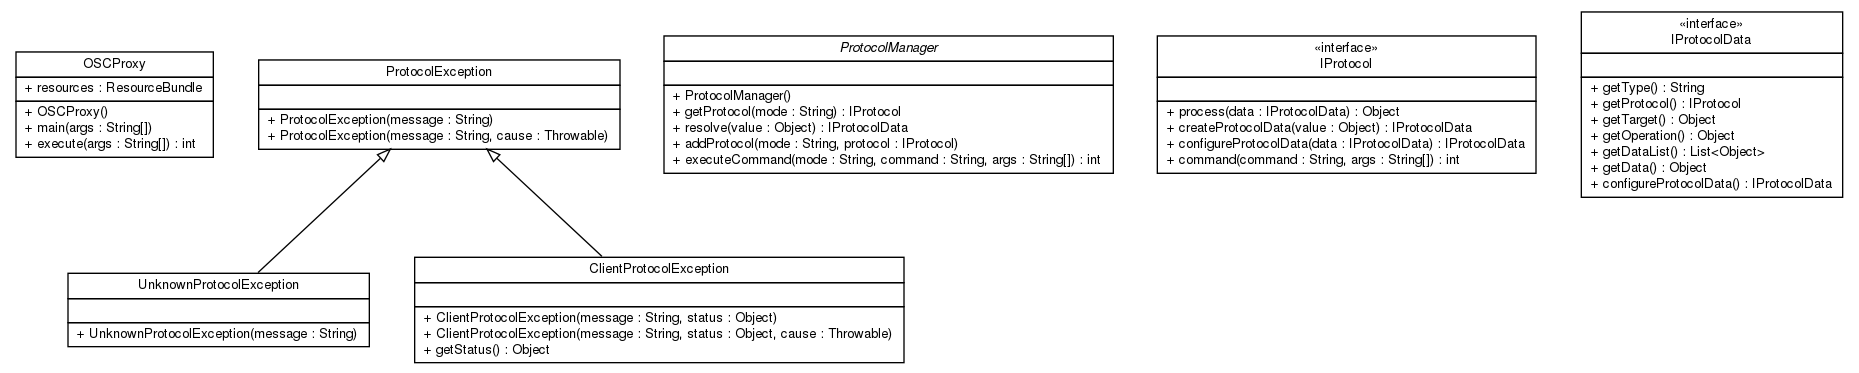 OSCProxy
+ resources : ResourceBundle
+ OSCProxy()
+ main(args : String[])
+ execute(args : String[]) : int
ProtocolException
+ ProtocolException(message : String)
+ ProtocolException(message : String, cause : Throwable)
ProtocolManager
+ ProtocolManager()
+ getProtocol(mode : String) : IProtocol
+ resolve(value : Object) : IProtocolData
+ addProtocol(mode : String, protocol : IProtocol)
+ executeCommand(mode : String, command : String, args : String[]) : int
«interface»
IProtocol
+ process(data : IProtocolData) : Object
+ createProtocolData(value : Object) : IProtocolData
+ configureProtocolData(data : IProtocolData) : IProtocolData
+ command(command : String, args : String[]) : int
«interface»
IProtocolData
+ getType() : String
+ getProtocol() : IProtocol
+ getTarget() : Object
+ getOperation() : Object
+ getDataList() : List<Object>
+ getData() : Object
+ configureProtocolData() : IProtocolData
UnknownProtocolException
+ UnknownProtocolException(message : String)
ClientProtocolException
+ ClientProtocolException(message : String, status : Object)
+ ClientProtocolException(message : String, status : Object, cause : Throwable)
+ getStatus() : Object